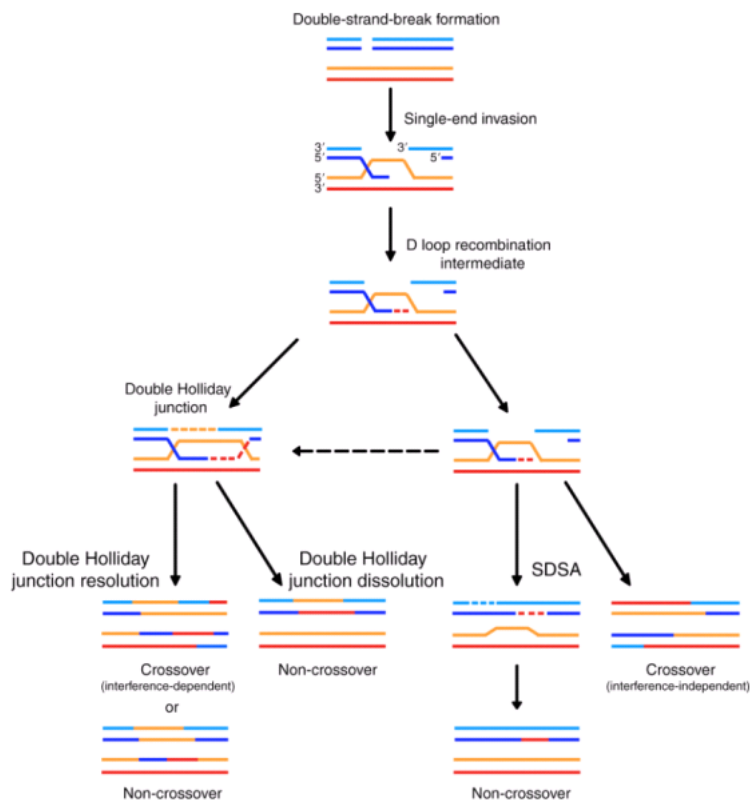 Double-strand-break formation
Single-end invasion
3′ 3′
5′ 5′
5′
3′
D loop recombination
intermediate
Double Holliday
junction
Double Holliday
junction resolution
Double Holliday
junction dissolution
SDSA
Crossover
(interference-dependent)
or
Non-crossover
Non-crossover
Non-crossover
Crossover
(interference-independent)